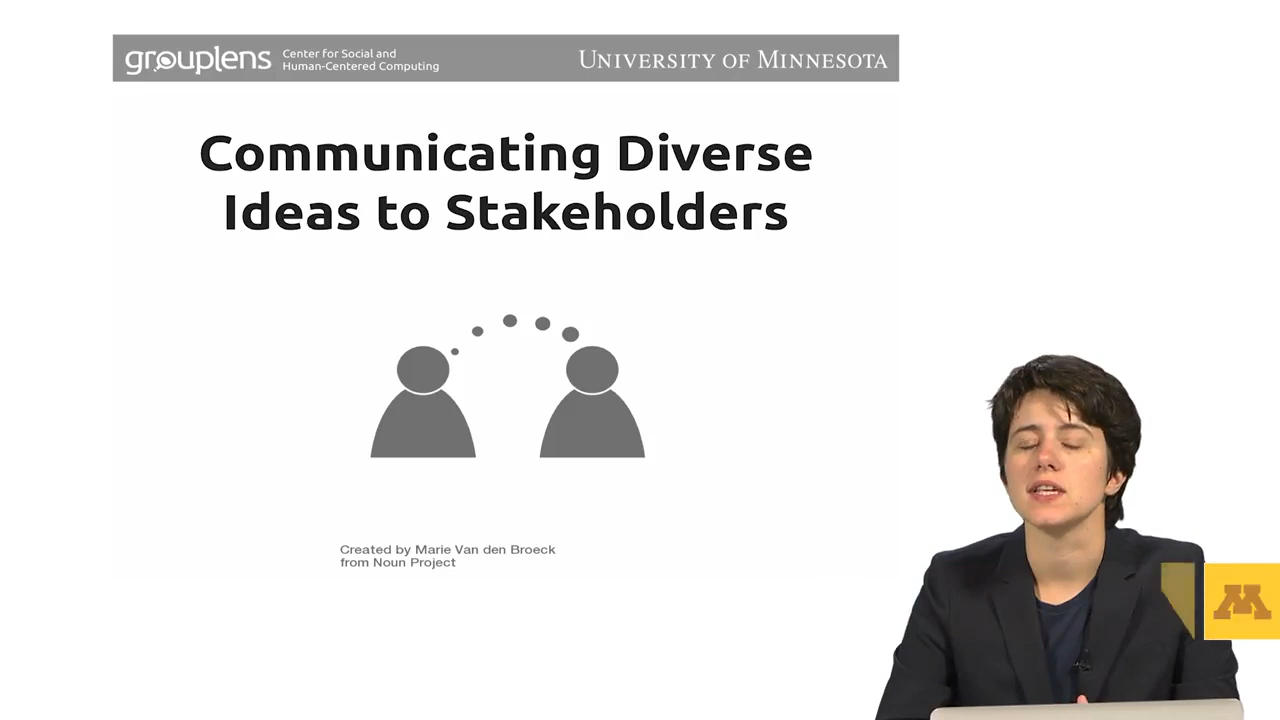 grouplens
Center for Social and
Human-Centered Computing
UNIVERSITY OF MINNESOTA
Communicating Diverse
Ideas to Stakeholders
Created by Marie Van den Broeck
from Noun Project
M